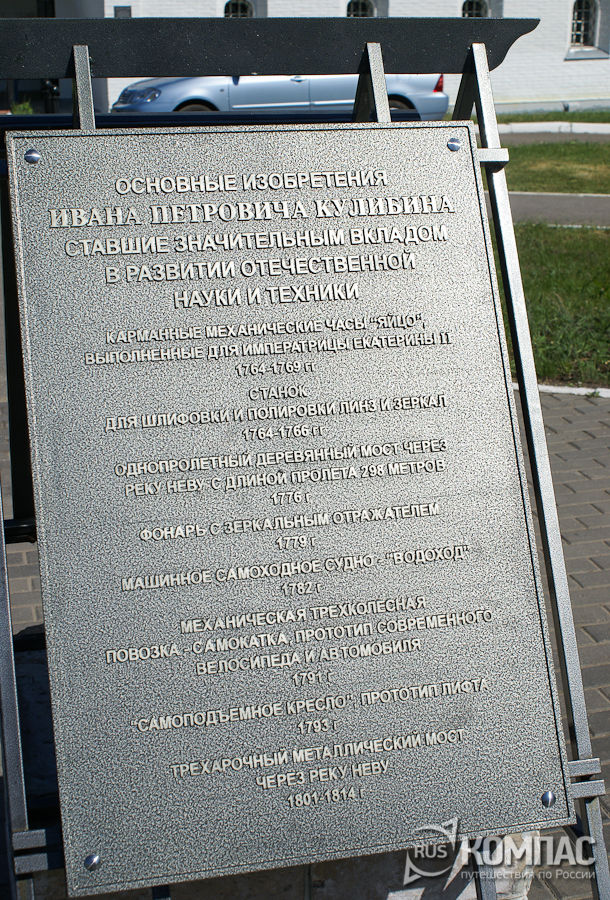 ОСНОВНЫЕ ИЗОБРЕТЕНИЯ
ИВАНА ПЕТРОВИЧА КУЛИБИНА
СТАВШИЕ ЗНАЧИТЕЛЬНЫМ ВКЛАДОМ
В РАЗВИТИИ ОТЕЧЕСТВЕННОЙ
НАУКИ И ТЕХНИКИ
КАРМАННЫЕ МЕХАНИЧЕСКИЕ ЧАСЫ "ЯЙЦО",
ВЫПОЛНЕННЫЕ ДЛЯ ИМПЕРАТРИЦЫ ЕКАТЕРИНЫ II
1764-1769 гг
СТАНОК
ДЛЯ ШЛИФОВКИ И ПОЛИРОВКИ ЛИНЗ И ЗЕРКАЛ
1764-1766 гг
ОДНОПРОЛЕТНЫЙ ДЕРЕВЯННЫЙ МОСТ ЧЕРЕЗ
РЕКУ НЕВУ С ДЛИНОЙ ПРОЛЕТА 298 МЕТРОВ
1776 г
ФОНАРЬ С ЗЕРКАЛЬНЫМ ОТРАЖАТЕЛЕМ
1779 г
МАШИННОЕ САМОХОДНОЕ СУДНО - "ВОДОХОД"
1782 г
МЕХАНИЧЕСКАЯ ТРЕХКОЛЕСНАЯ
ПОВОЗКА - САМОКАТКА, ПРОТОТИП СОВРЕМЕННОГО
ВЕЛОСИПЕДА И АВТОМОБИЛЯ
1791 г
"САМОПОДЪЕМНОЕ КРЕСЛО", ПРОТОТИП ЛИФТА
1793 г
ТРЕХАРОЧНЫЙ МЕТАЛЛИЧЕСКИЙ МОСТ
ЧЕРЕЗ РЕКУ НЕВУ
1801-1814 г
RUS КОМПАС
путешествия по России